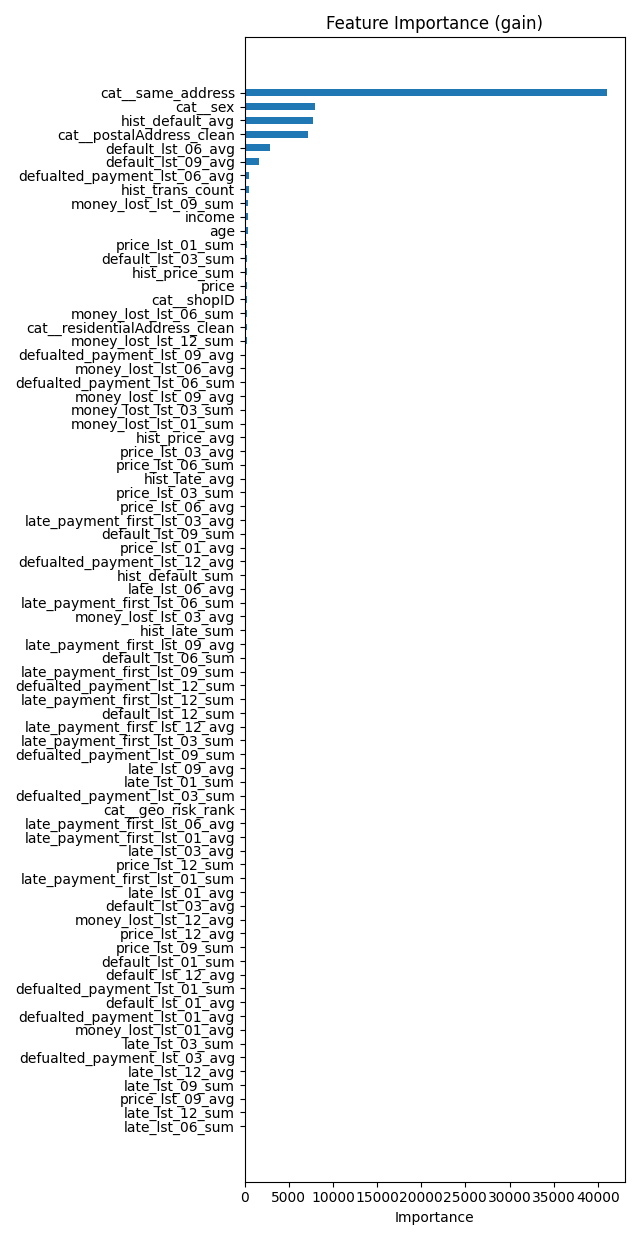 Feature Importance (gain)
cat__same_address
cat__sex
hist_default_avg
cat__postalAddress_clean
default_lst_06_avg
default_lst_09_avg
defualted_payment_lst_06_avg
hist_trans_count
money_lost_lst_09_sum
income
age
price_lst_01_sum
default_lst_03_sum
hist_price_sum
price
cat__shopID
money_lost_lst_06_sum
cat__residentialAddress_clean
money_lost_lst_12_sum
defualted_payment_lst_09_avg
money_lost_lst_06_avg
defualted_payment_lst_06_sum
money_lost_lst_09_avg
money_lost_lst_03_sum
money_lost_lst_01_sum
hist_price_avg
price_lst_03_avg
price_lst_06_sum
hist_late_avg
price_lst_03_sum
price_lst_06_avg
late_payment_first_lst_03_avg
default_lst_09_sum
price_lst_01_avg
defualted_payment_lst_12_avg
hist_default_sum
late_lst_06_avg
late_payment_first_lst_06_sum
money_lost_lst_03_avg
hist_late_sum
late_payment_first_lst_09_avg
default_lst_06_sum
late_payment_first_lst_09_sum
defualted_payment_lst_12_sum
late_payment_first_lst_12_sum
default_lst_12_sum
late_payment_first_lst_12_avg
late_payment_first_lst_03_sum
defualted_payment_lst_09_sum
late_lst_09_avg
late_lst_01_sum
defualted_payment_lst_03_sum
cat__geo_risk_rank
late_payment_first_lst_06_avg
late_payment_first_lst_01_avg
late_lst_03_avg
price_lst_12_sum
late_payment_first_lst_01_sum
late_lst_01_avg
default_lst_03_avg
money_lost_lst_12_avg
price_lst_12_avg
price_lst_09_sum
default_lst_01_sum
default_lst_12_avg
defualted_payment_lst_01_sum
default_lst_01_avg
defualted_payment_lst_01_avg
money_lost_lst_01_avg
late_lst_03_sum
defualted_payment_lst_03_avg
late_lst_12_avg
late_lst_09_sum
price_lst_09_avg
late_lst_12_sum
late_lst_06_sum
0 5000 10000 15000 20000 25000 30000 35000 40000
Importance